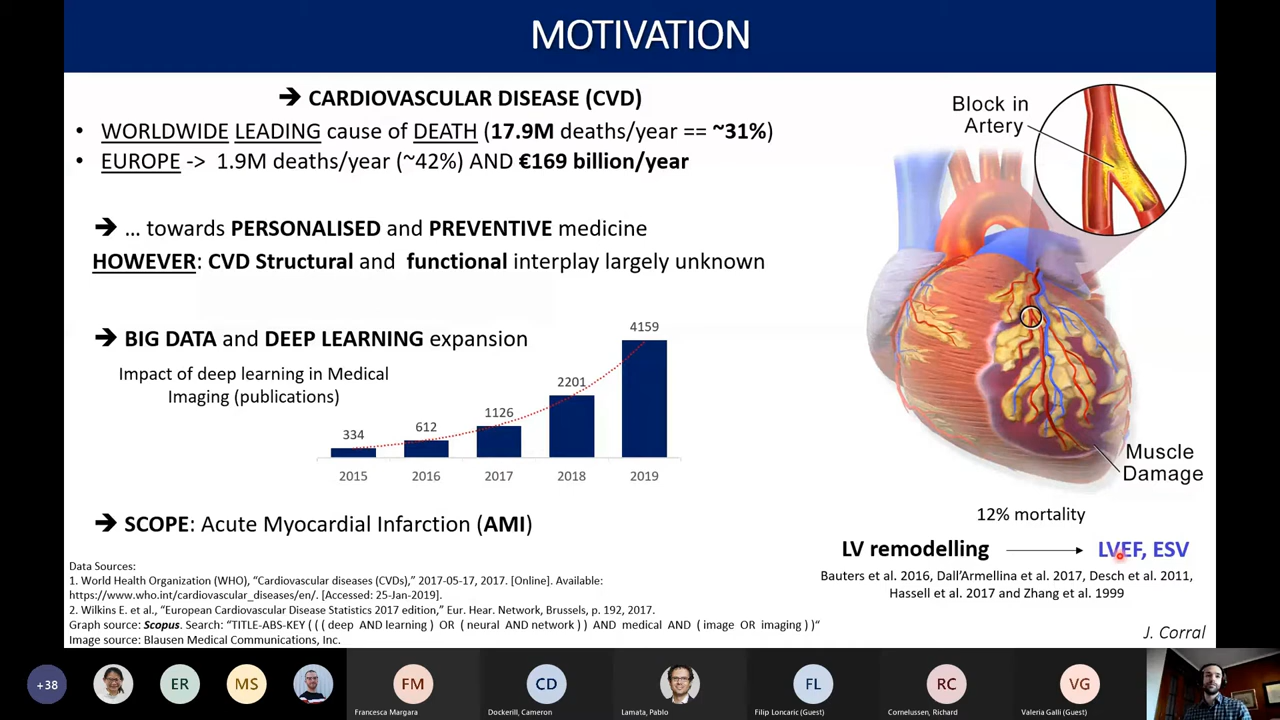 MOTIVATION
➔ CARDIOVASCULAR DISEASE (CVD)
• WORLDWIDE LEADING cause of DEATH (17.9M deaths/year == ~31%)
• EUROPE -> 1.9M deaths/year (~42%) AND €169 billion/year
➔ ... towards PERSONALISED and PREVENTIVE medicine
HOWEVER: CVD Structural and functional interplay largely unknown
➔ BIG DATA and DEEP LEARNING expansion
Impact of deep learning in Medical
Imaging (publications)
334
612
1126
2201
4159
2015
2016
2017
2018
2019
➔ SCOPE: Acute Myocardial Infarction (AMI)
Data Sources:
1. World Health Organization (WHO), “Cardiovascular diseases (CVDs),” 2017-05-17, 2017. [Online]. Available:
https://www.who.int/cardiovascular_diseases/en/. [Accessed: 25-Jan-2019].
2. Wilkins E. et al., “European Cardiovascular Disease Statistics 2017 edition,” Eur. Hear. Network, Brussels, p. 192, 2017.
Graph source: Scopus. Search: “TITLE-ABS-KEY ( ( ( deep AND learning ) OR ( neural AND network ) ) AND medical AND ( image OR imaging ) )“
Image source: Blausen Medical Communications, Inc.
Block in
Artery
Muscle
Damage
12% mortality
LV remodelling
LVEF, ESV
Bauters et al. 2016, Dall’Armellina et al. 2017, Desch et al. 2011,
Hassell et al. 2017 and Zhang et al. 1999
J. Corral
+38
ER
MS
FM
Francesca Margara
CD
Dockerill, Cameron
Lamata, Pablo
FL
Filip Loncaric (Guest)
RC
Cornelussen, Richard
VG
Valeria Galli (Guest)